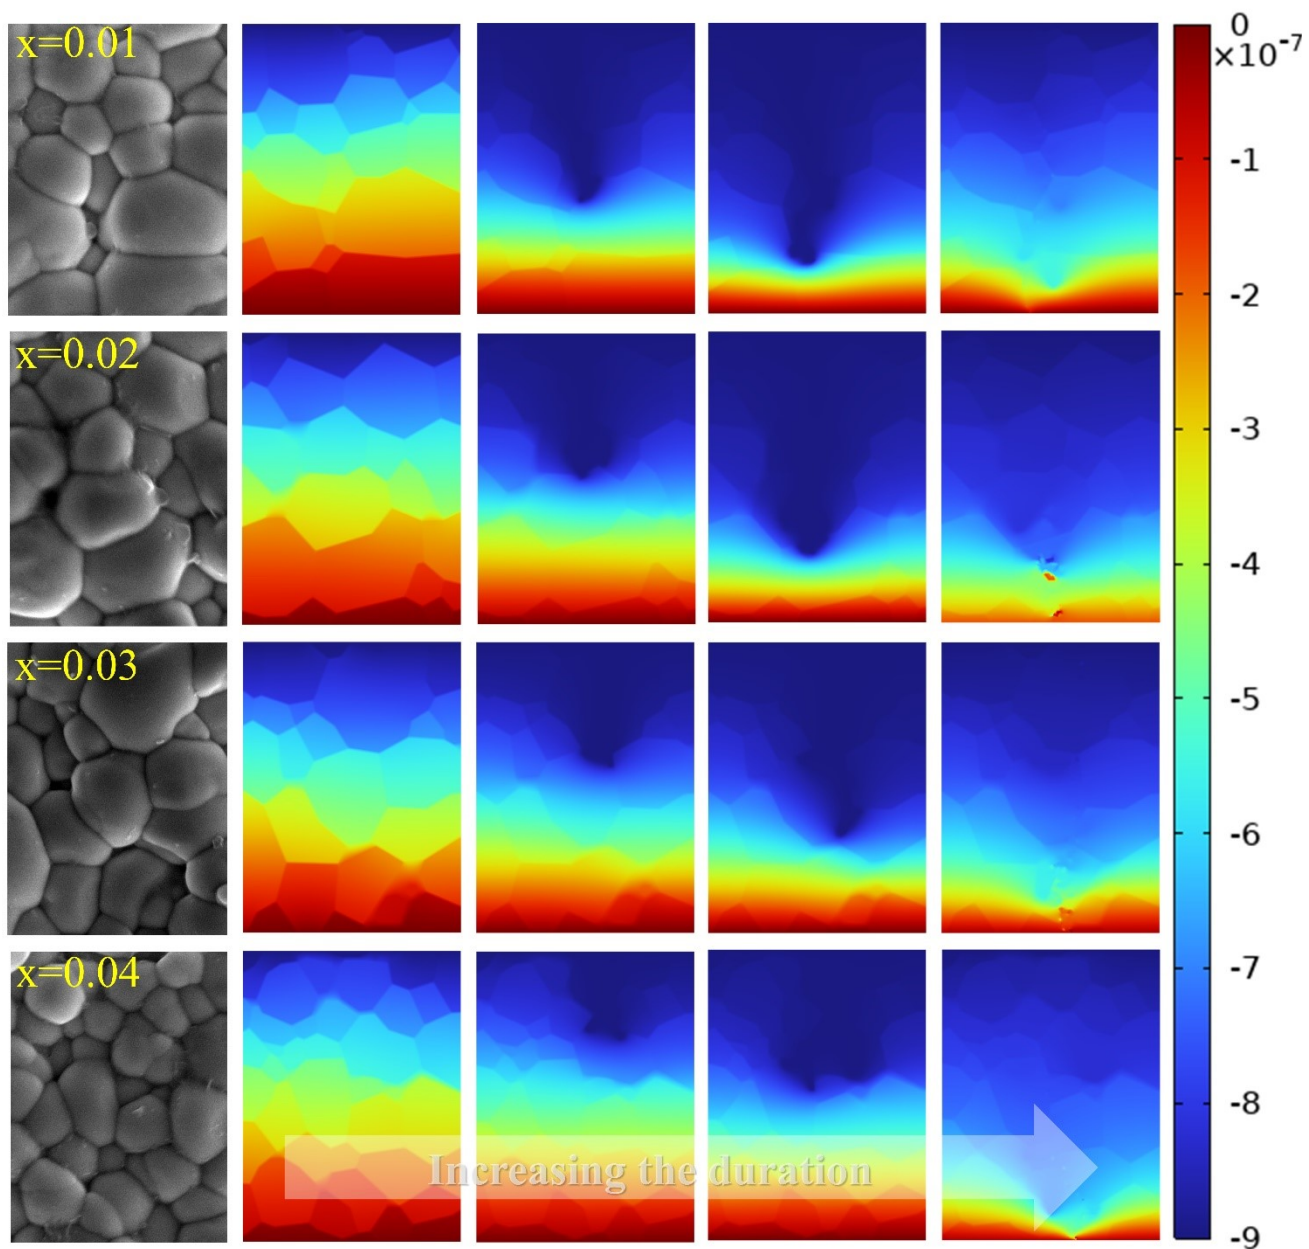 x=0.01
0
×10⁻⁷
-1
-2
x=0.02
-3
-4
x=0.03
-5
-6
x=0.04
-7
-8
Increasing the duration
-9